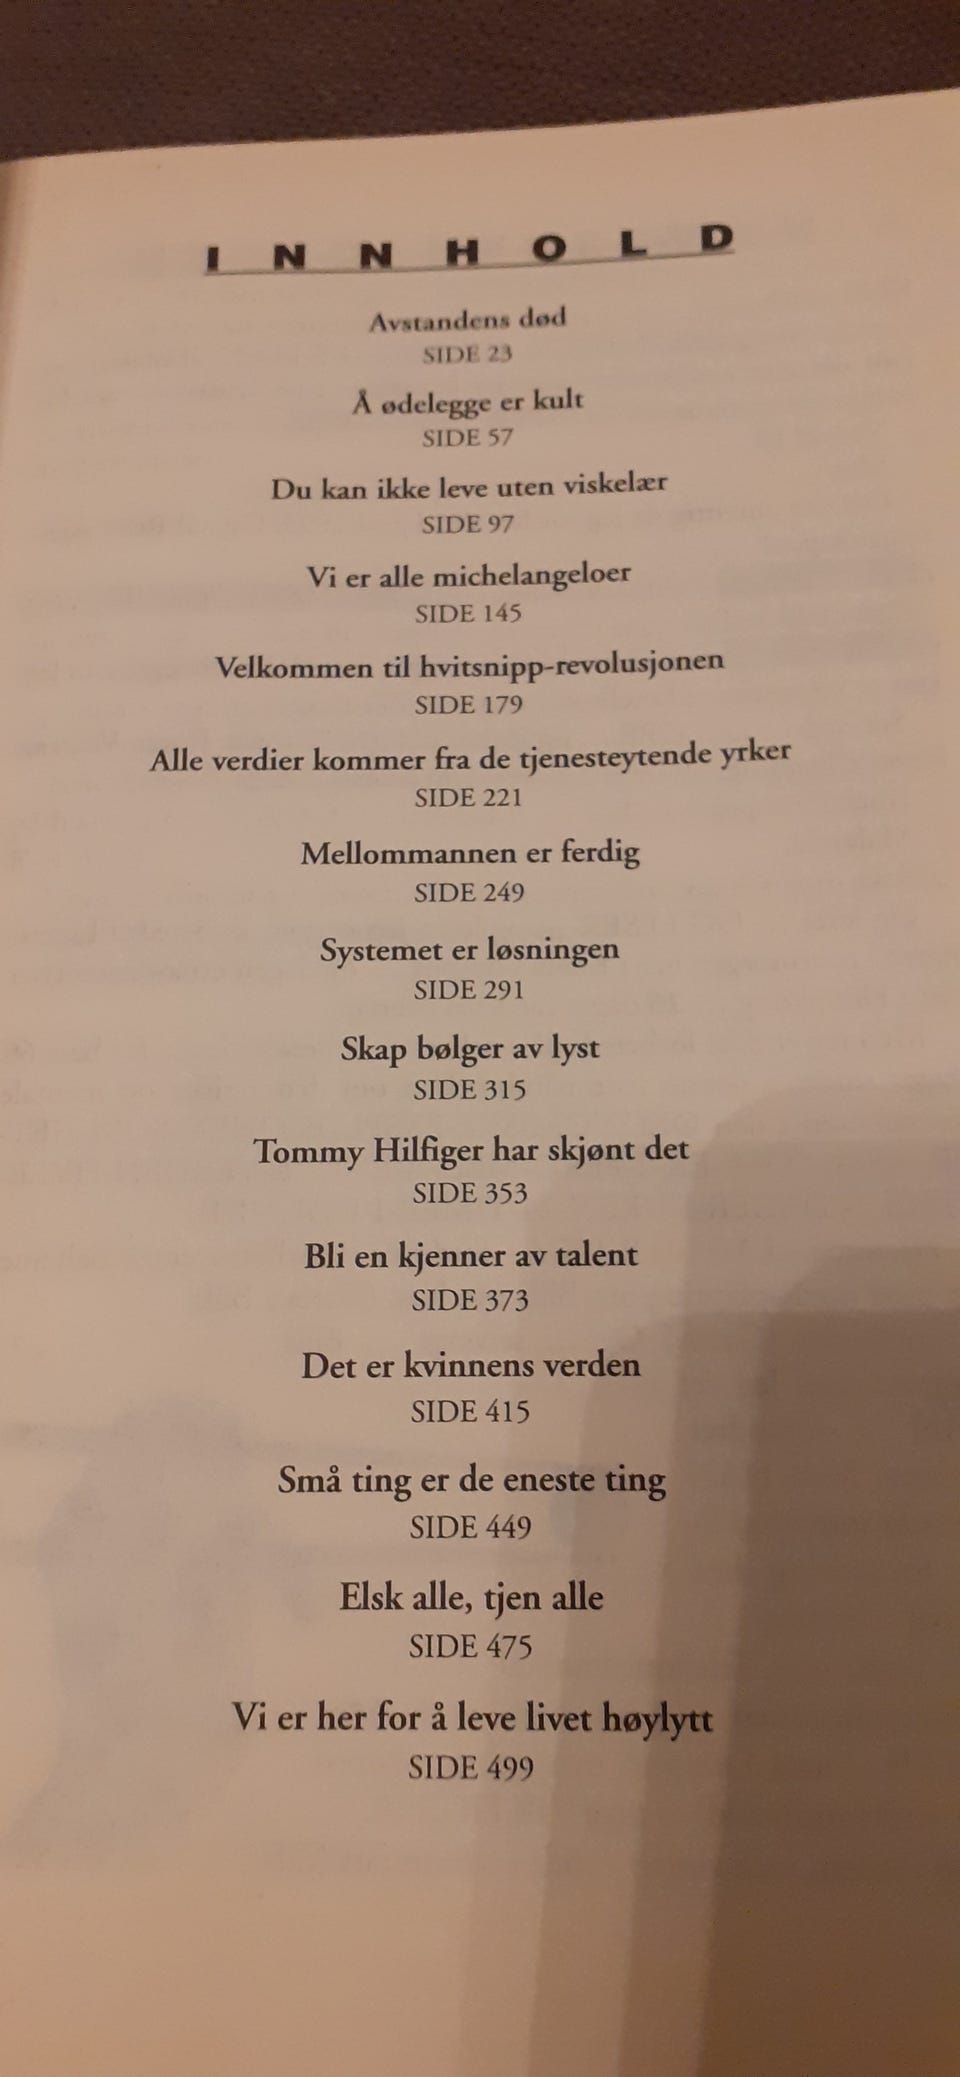 INNHOLD
Avstandens død
SIDE 23
Å ødelegge er kult
SIDE 57
Du kan ikke leve uten viskelær
SIDE 97
Vi er alle michelangeloer
SIDE 145
Velkommen til hvitsnipp-revolusjonen
SIDE 179
Alle verdier kommer fra de tjenesteytende yrker
SIDE 221
Mellommannen er ferdig
SIDE 249
Systemet er løsningen
SIDE 291
Skap bølger av lyst
SIDE 315
Tommy Hilfiger har skjønt det
SIDE 353
Bli en kjenner av talent
SIDE 373
Det er kvinnens verden
SIDE 415
Små ting er de eneste ting
SIDE 449
Elsk alle, tjen alle
SIDE 475
Vi er her for å leve livet høylytt
SIDE 499